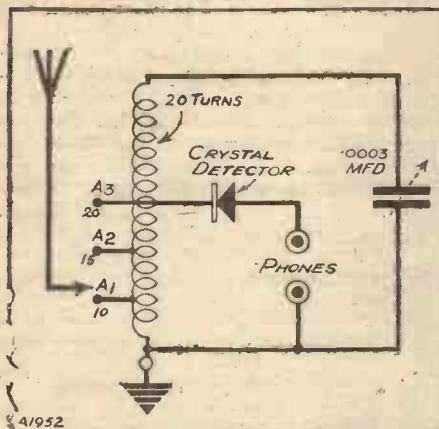 20 TURNS
CRYSTAL
DETECTOR
.0003
MFD
A3
20
A2
15
PHONES
A1
10
A1952